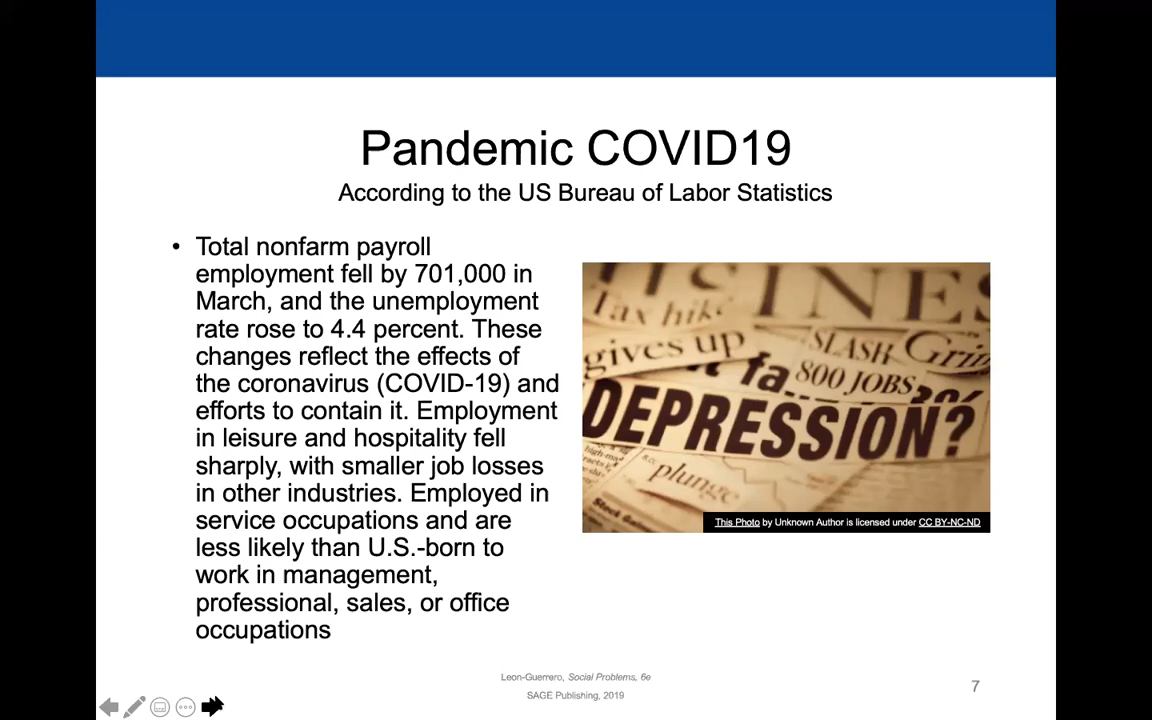 Pandemic COVID19
According to the US Bureau of Labor Statistics
• Total nonfarm payroll
employment fell by 701,000 in
March, and the unemployment
rate rose to 4.4 percent. These
changes reflect the effects of
the coronavirus (COVID-19) and
efforts to contain it. Employment
in leisure and hospitality fell
sharply, with smaller job losses
in other industries. Employed in
service occupations and are
less likely than U.S.-born to
work in management,
professional, sales, or office
occupations
Tax hik
gives up
SLASH
800 JOBS
DEPRESSION?
plunge
This Photo by Unknown Author is licensed under CC BY-NC-ND
Leon-Guerrero, Social Problems, 6e
SAGE Publishing, 2019
7